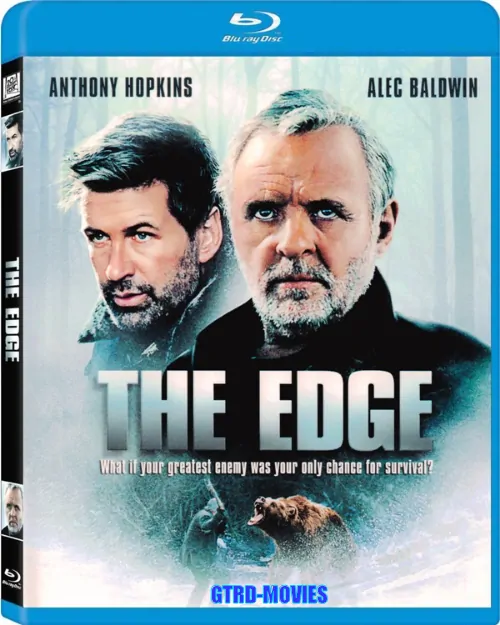 Blu-ray Disc
ANTHONY HOPKINS
ALEC BALDWIN
THE EDGE
THE EDGE
What if your greatest enemy was your only chance for survival?
GTRD-MOVIES